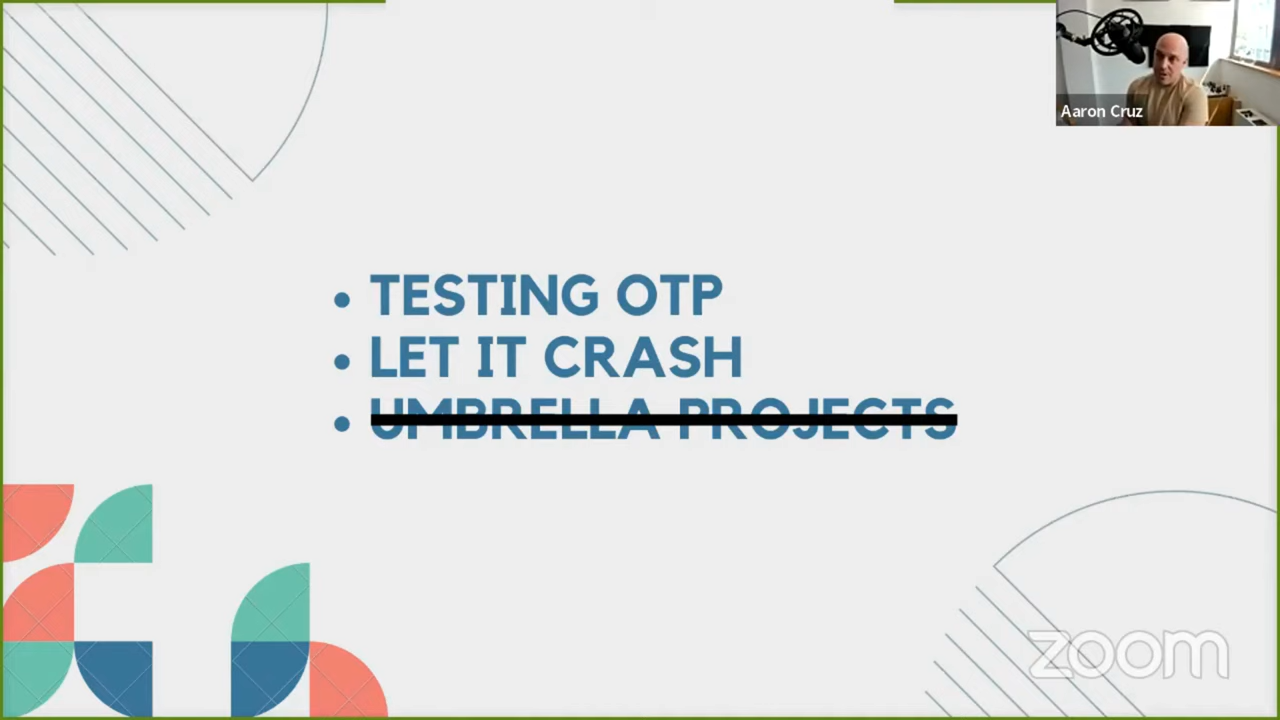 Aaron Cruz
• TESTING OTP
• LET IT CRASH
• UMBRELLA PROJECTS
zoom